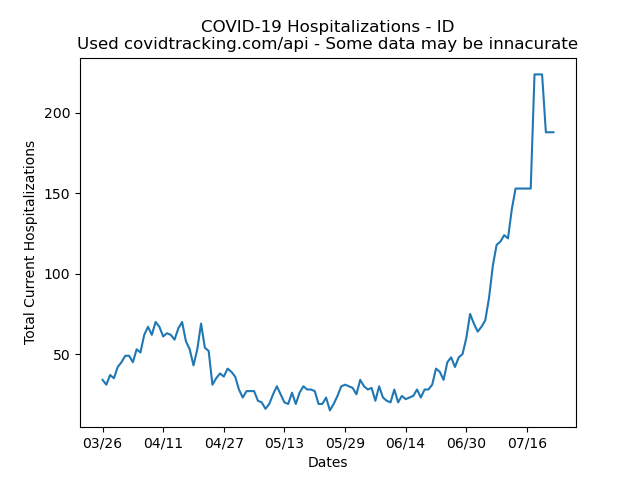 COVID-19 Hospitalizations - ID
Used covidtracking.com/api - Some data may be innacurate
Total Current Hospitalizations
200
150
100
50
03/26 04/11 04/27 05/13 05/29 06/14 06/30 07/16
Dates